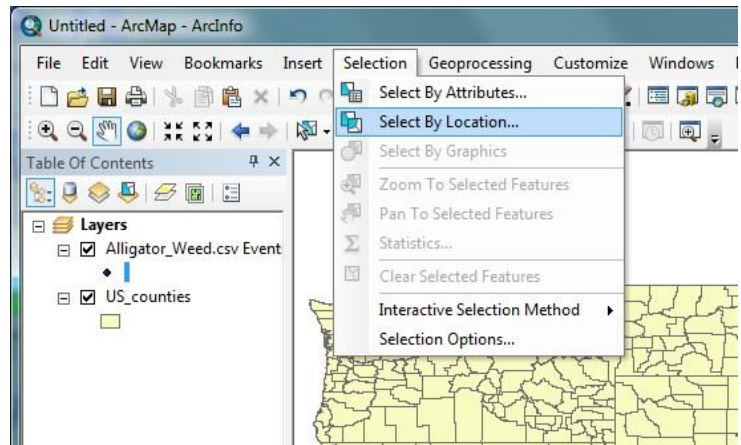 Untitled - ArcMap - ArcInfo
File Edit View Bookmarks Insert Selection Geoprocessing Customize Windows
Select By Attributes...
Select By Location...
Select By Graphics
Zoom To Selected Features
Pan To Selected Features
Statistics...
Clear Selected Features
Interactive Selection Method
Selection Options...
Table Of Contents
Layers
Alligator_Weed.csv Event
US_counties